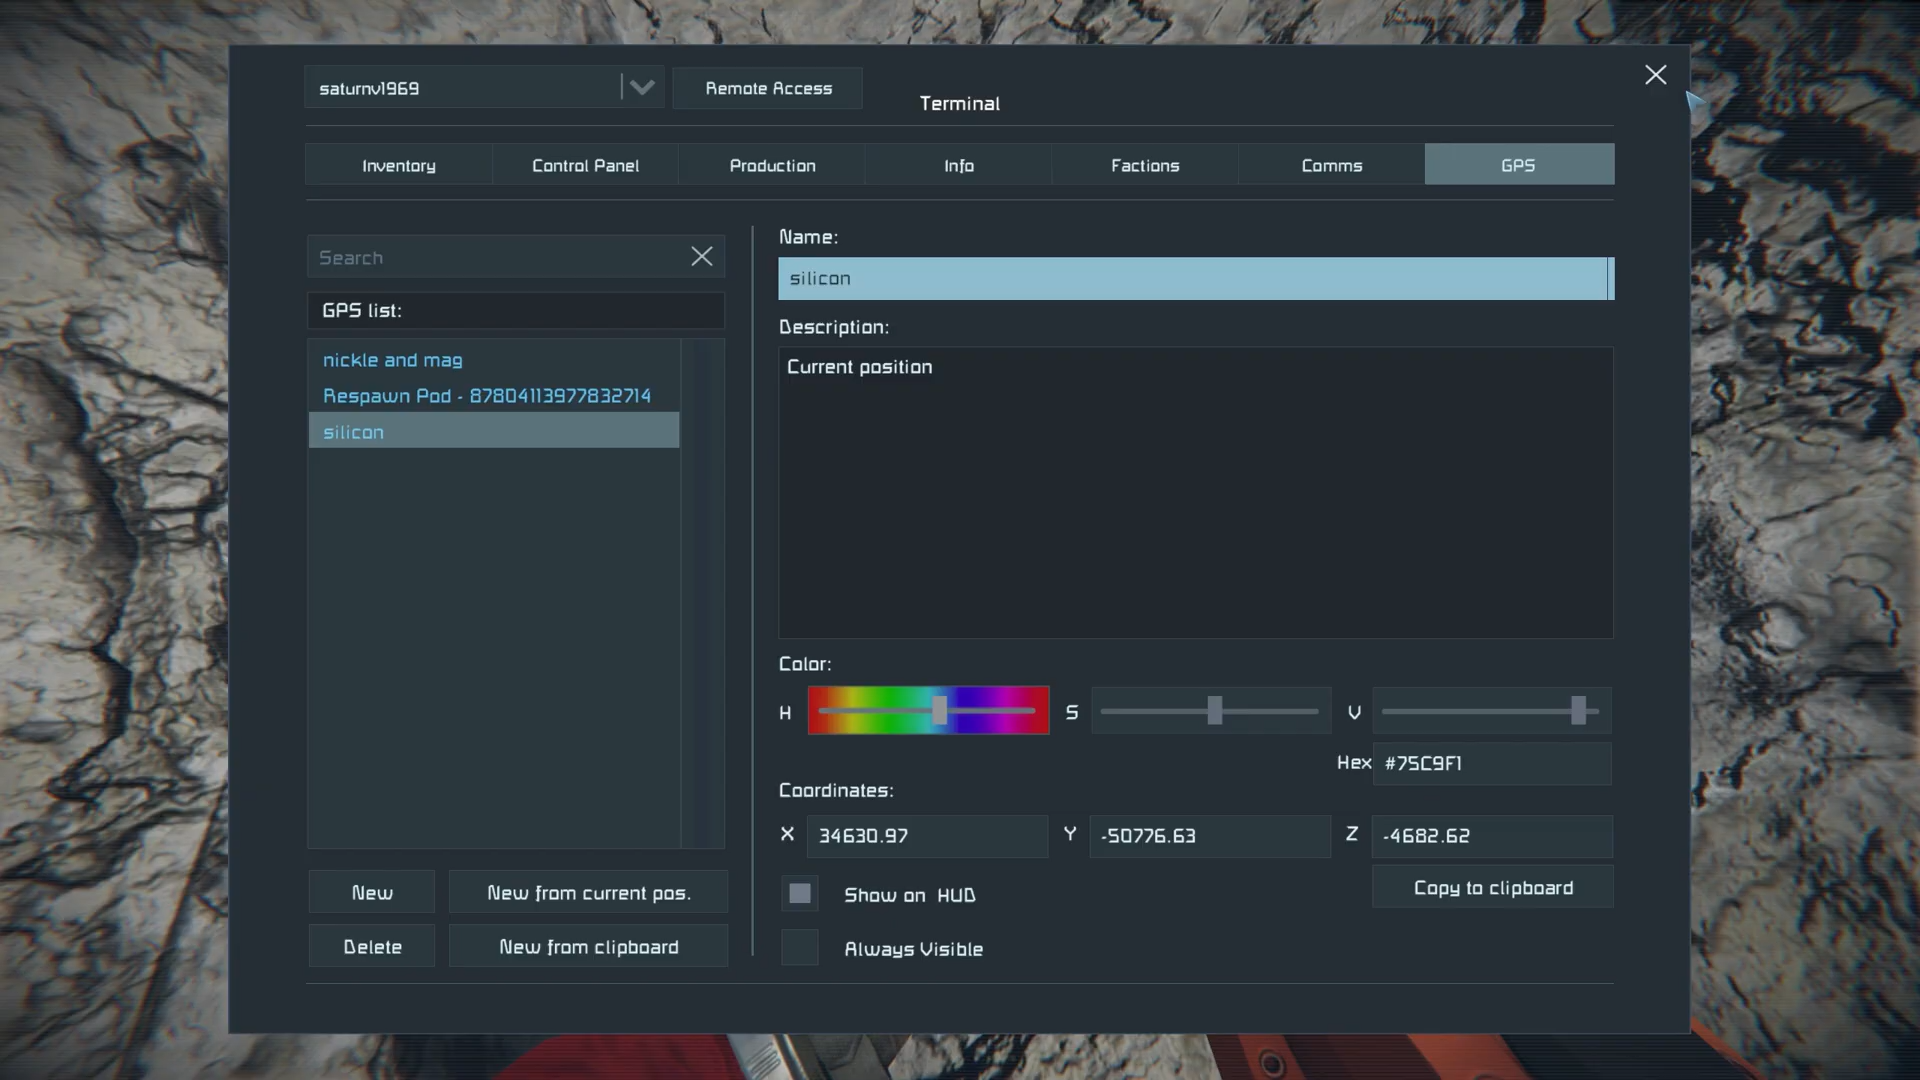 saturnv1969
Remote Access
Terminal
Inventory
Control Panel
Production
Info
Factions
Comms
GPS
Search
GPS list:
nickle and mag
Respawn Pod - 87804113977832714
silicon
New
New from current pos.
Delete
New from clipboard
Name:
silicon
Description:
Current position
Color:
H
S
V
Hex #75C9F1
Coordinates:
X 34630.97
Y -50776.63
Z -4682.62
Show on HUD
Copy to clipboard
Always Visible